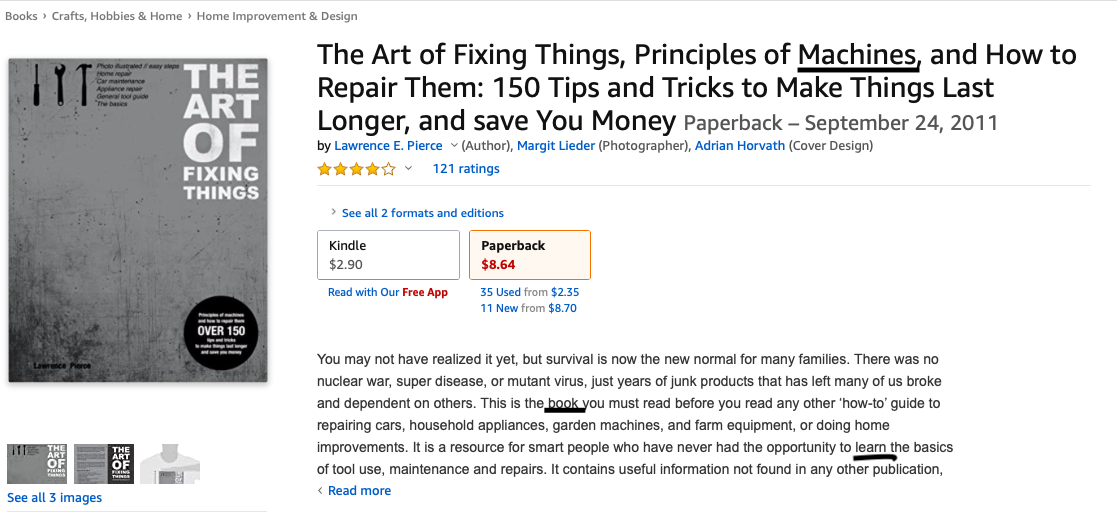 Books › Crafts, Hobbies & Home › Home Improvement & Design
Photo illustrated // easy steps:
Home repair
Car maintenance
Appliance repair
General tool guide
The basics
THE
ART
OF
FIXING
THINGS
Principles of machines
and how to repair them
OVER 150
tips and tricks
to make things last longer
and save you money
Lawrence Pierce
The Art of Fixing Things, Principles of Machines, and How to
Repair Them: 150 Tips and Tricks to Make Things Last
Longer, and save You Money Paperback – September 24, 2011
by Lawrence E. Pierce (Author), Margit Lieder (Photographer), Adrian Horvath (Cover Design)
121 ratings
See all 2 formats and editions
Kindle
$2.90
Paperback
$8.64
Read with Our Free App
35 Used from $2.35
11 New from $8.70
You may not have realized it yet, but survival is now the new normal for many families. There was no
nuclear war, super disease, or mutant virus, just years of junk products that has left many of us broke
and dependent on others. This is the book you must read before you read any other ‘how-to’ guide to
repairing cars, household appliances, garden machines, and farm equipment, or doing home
improvements. It is a resource for smart people who have never had the opportunity to learn the basics
of tool use, maintenance and repairs. It contains useful information not found in any other publication,
Read more
THE
ART
OF
FIXING
THINGS
THE
ART
OF
FIXING
THINGS
See all 3 images